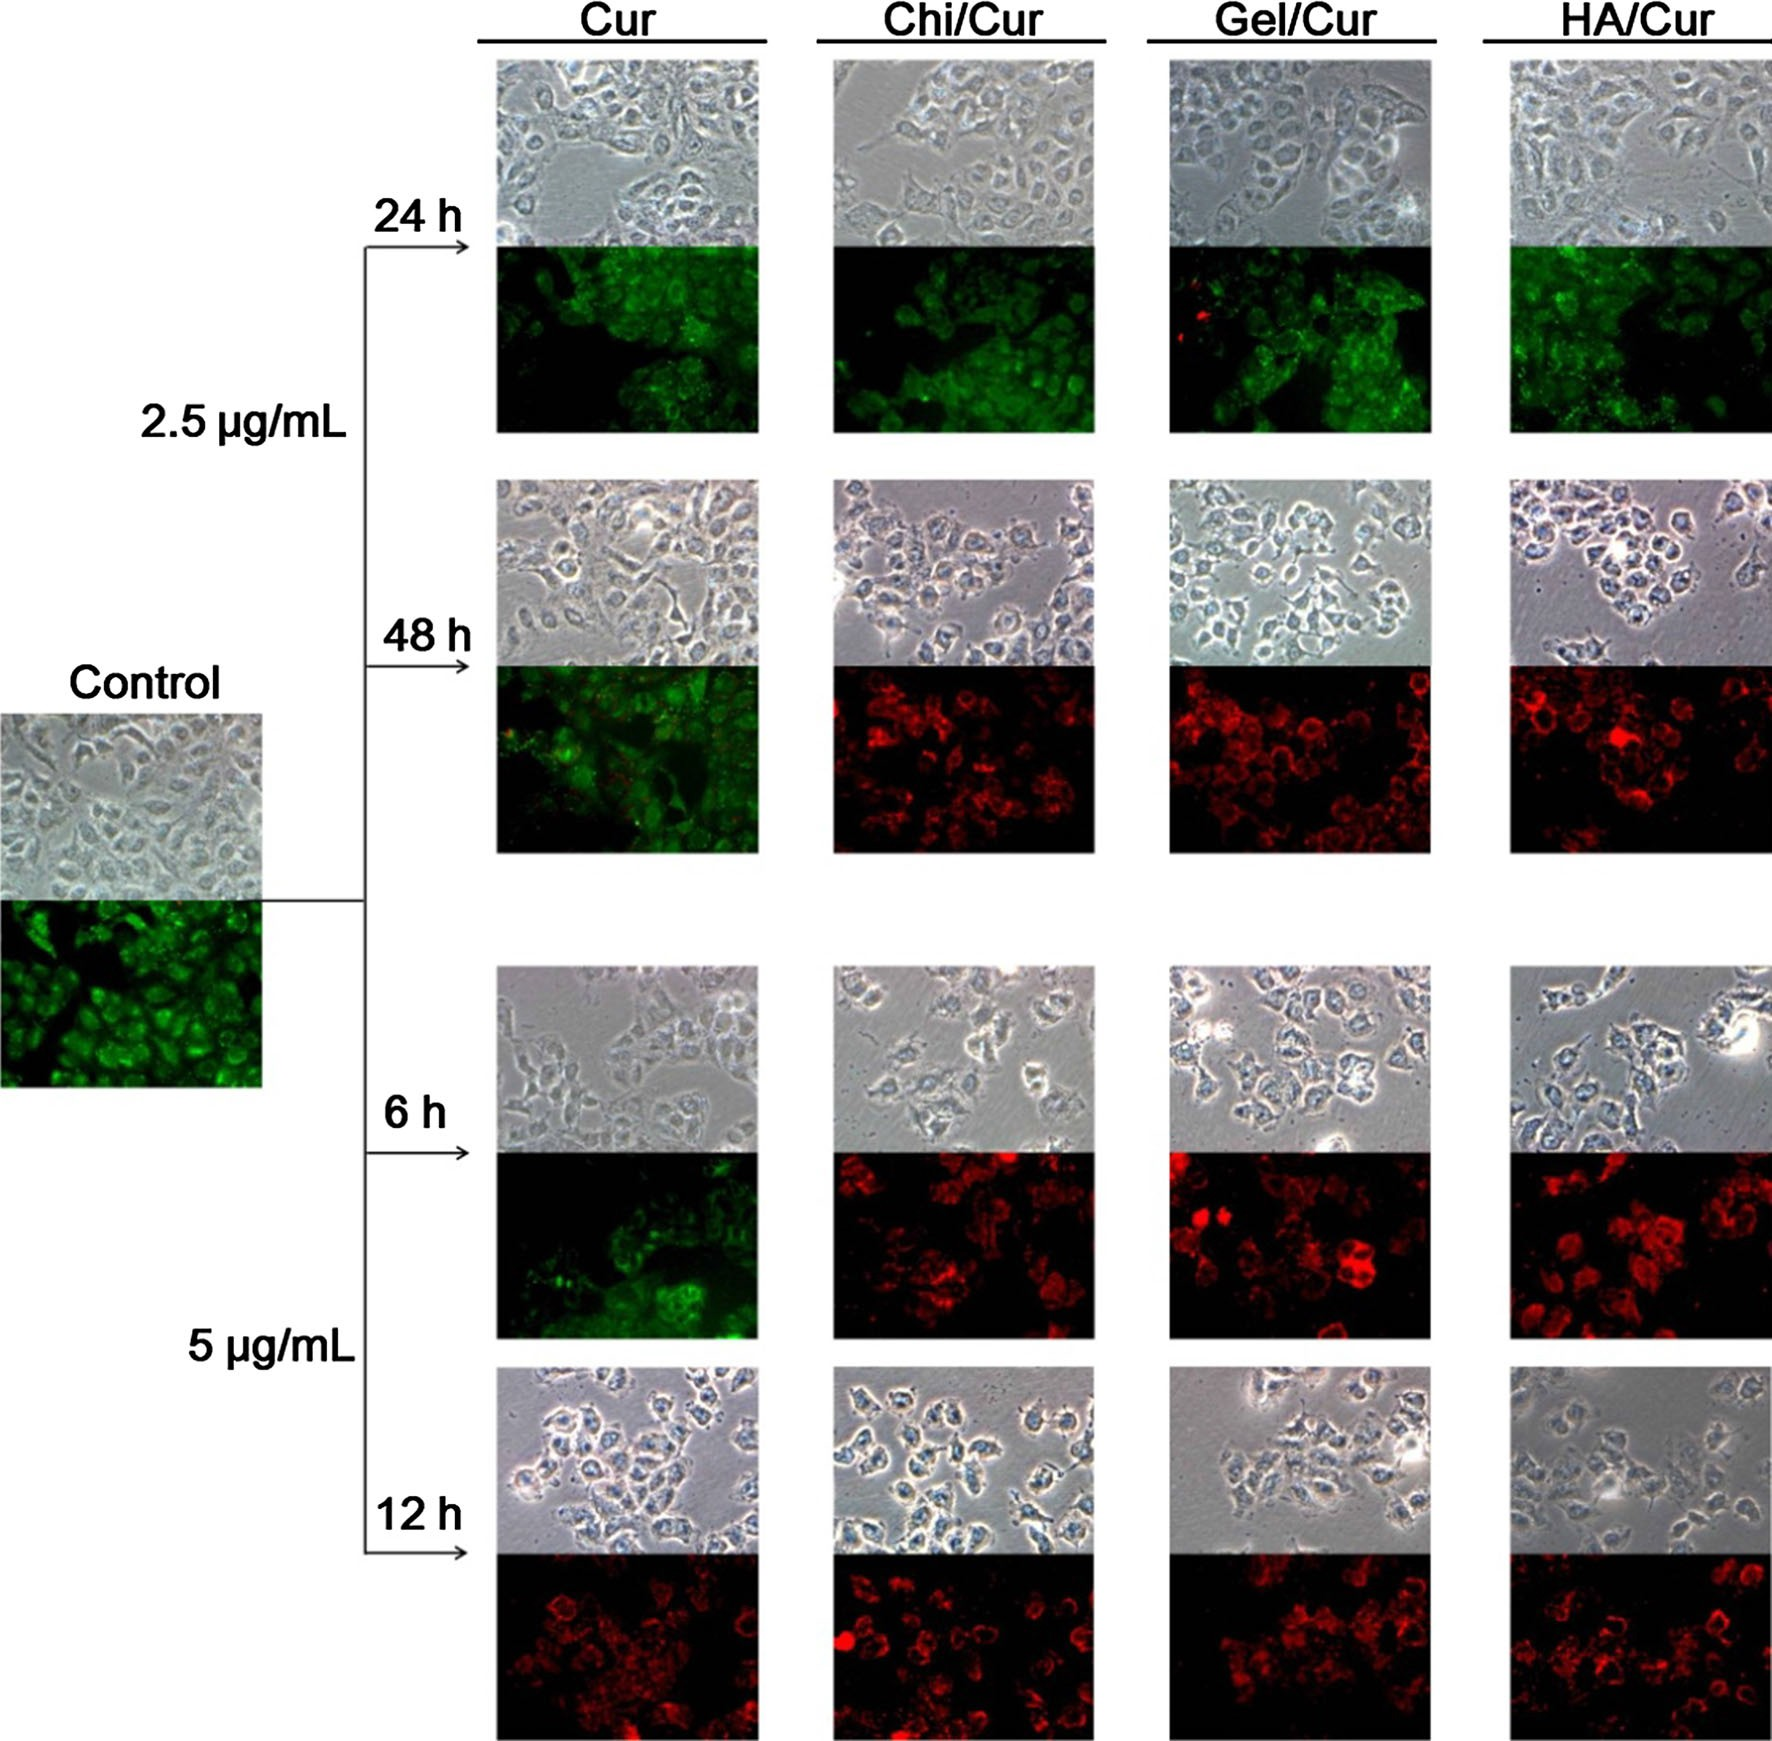 Cur
Chi/Cur
Gel/Cur
HA/Cur
24 h
2.5 µg/mL
48 h
Control
6 h
5 µg/mL
12 h